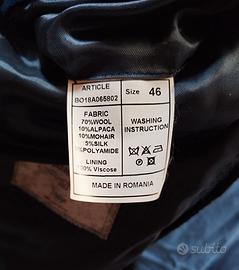 ARTICLE
BO18A065802
Size 46
FABRIC
70%WOOL
10%ALPACA
10%MOHAIR
5%SILK
%POLYAMIDE
WASHING
INSTRUCTION
LINING
100% Viscose
MADE IN ROMANIA
subito